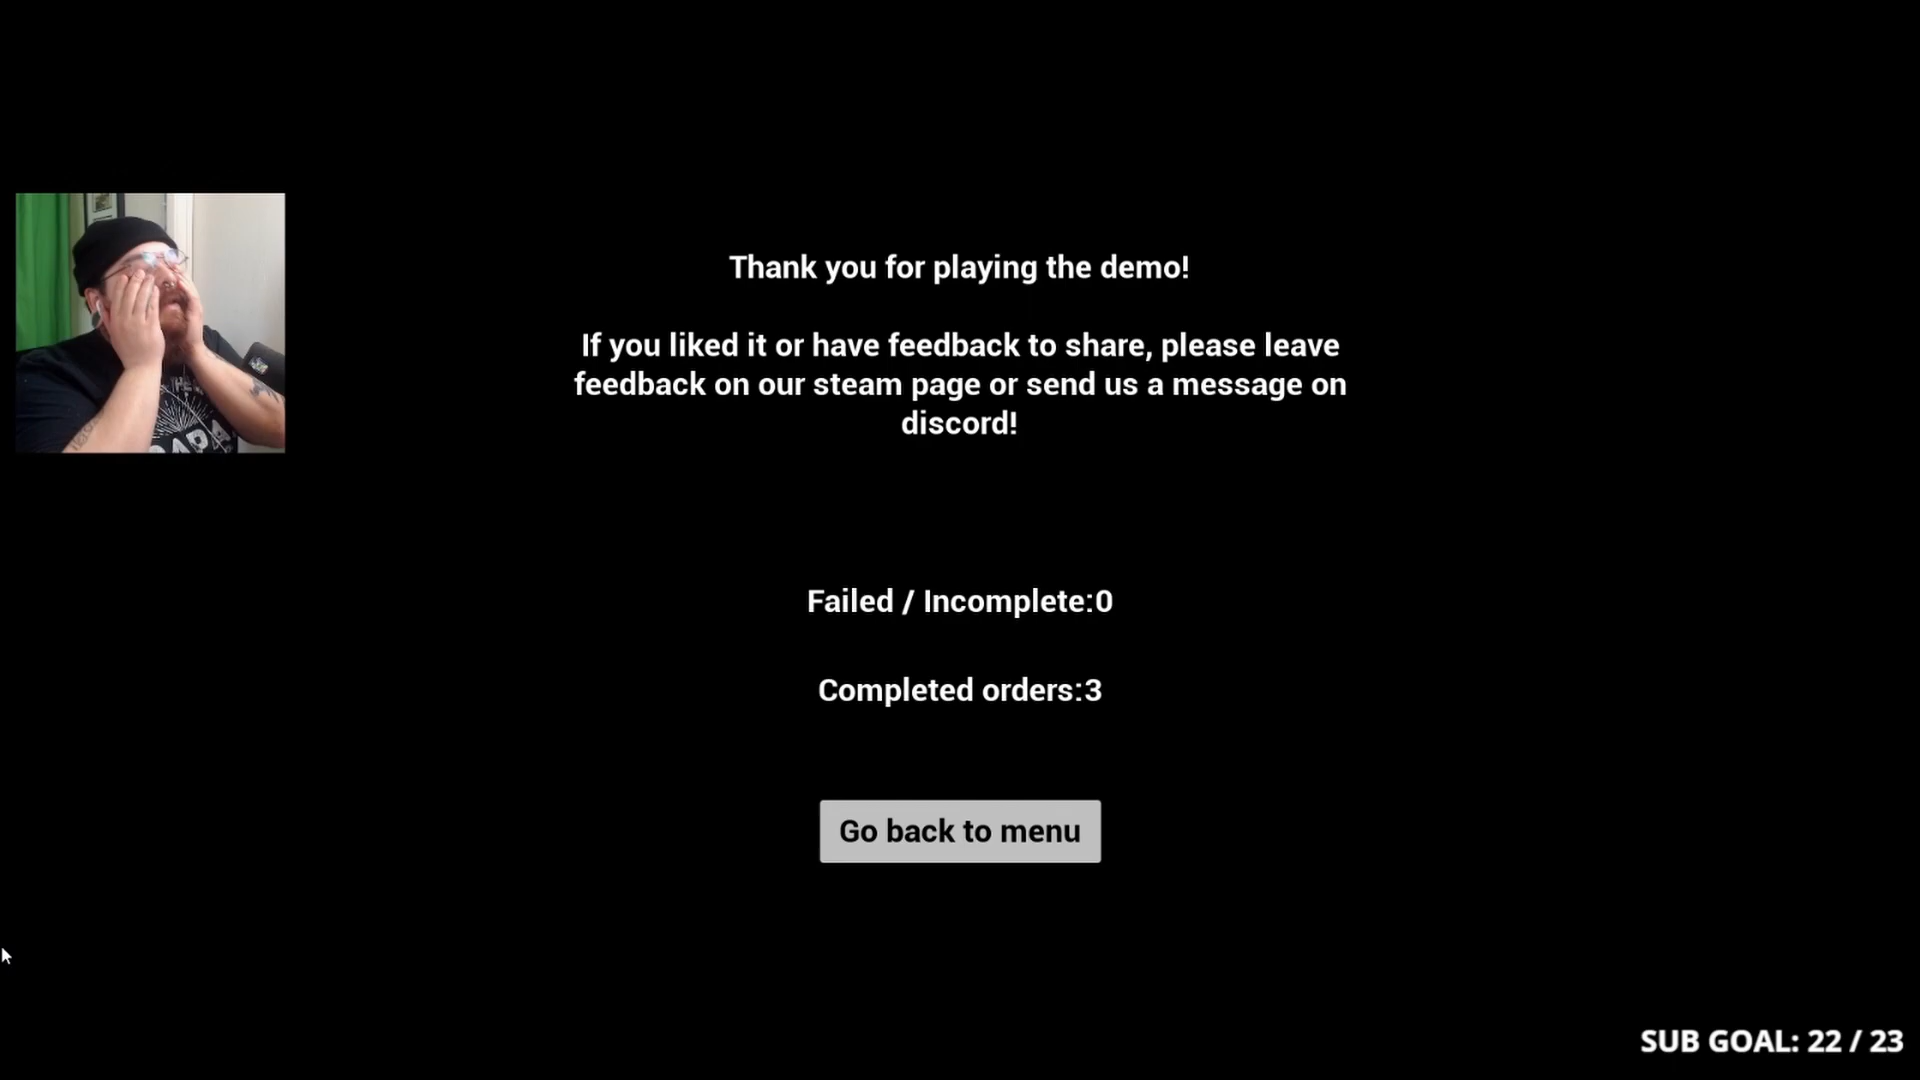 Thank you for playing the demo!
If you liked it or have feedback to share, please leave
feedback on our steam page or send us a message on
discord!
Failed / Incomplete:0
Completed orders:3
Go back to menu
SUB GOAL: 22 / 23